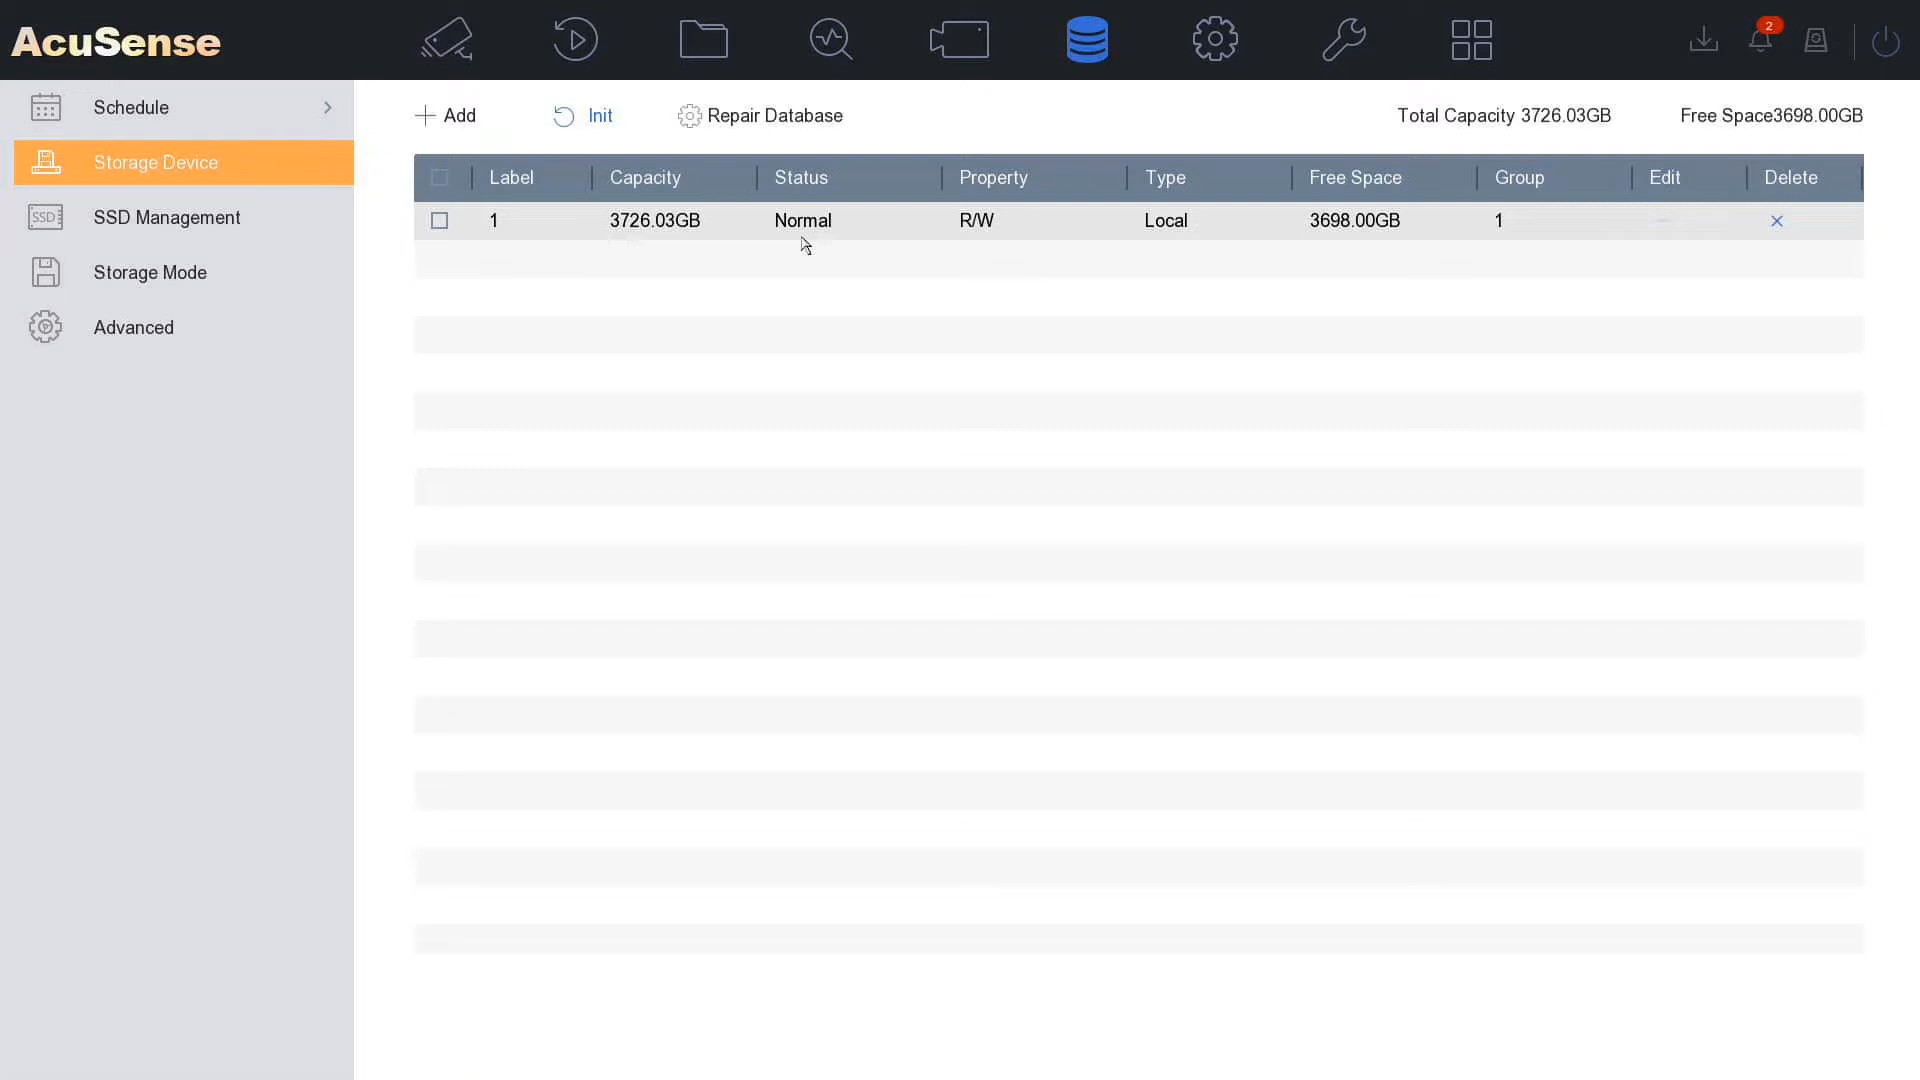 AcuSense
2
Schedule
Storage Device
SSD
SSD Management
Storage Mode
Advanced
Add Init Repair Database Total Capacity 3726.03GB Free Space3698.00GB
Label Capacity Status Property Type Free Space Group Edit Delete
1 3726.03GB Normal R/W Local 3698.00GB 1